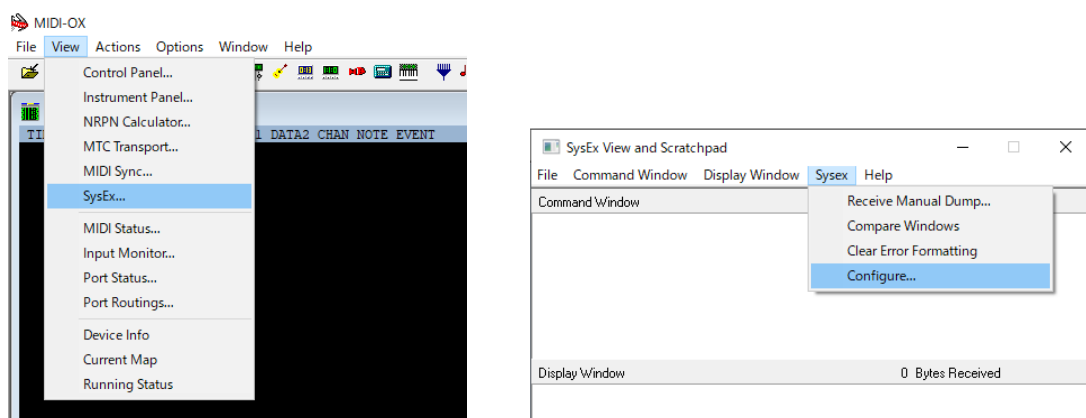 MIDI-OX
File View Actions Options Window Help
Control Panel...
Instrument Panel...
NRPN Calculator...
MTC Transport...
MIDI Sync...
SysEx...
MIDI Status...
Input Monitor...
Port Status...
Port Routings...
Device Info
Current Map
Running Status
TI 1 DATA2 CHAN NOTE EVENT
SysEx View and Scratchpad
File Command Window Display Window Sysex Help
Command Window
Receive Manual Dump...
Compare Windows
Clear Error Formatting
Configure...
Display Window 0 Bytes Received